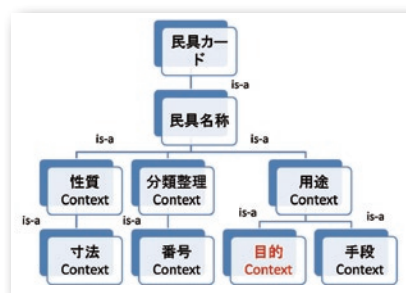 民具カー
ド
is-a
民具名称
is-a is-a
性質 分類整理 用途
Context Context Context
is-a is-a is-a is-a
寸法 番号 目的 手段
Context Context Context Context